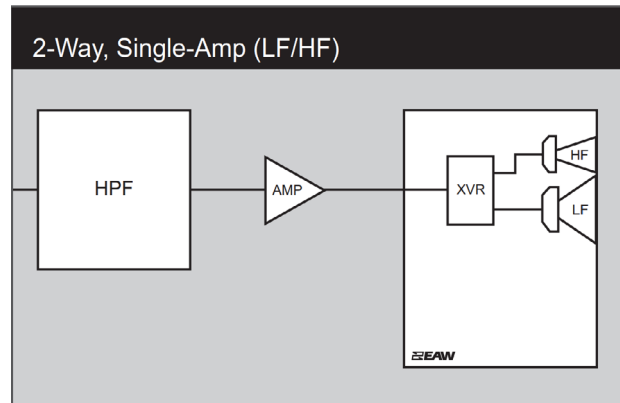 2-Way, Single-Amp (LF/HF)
HPF
AMP
XVR
HF
LF
EAW